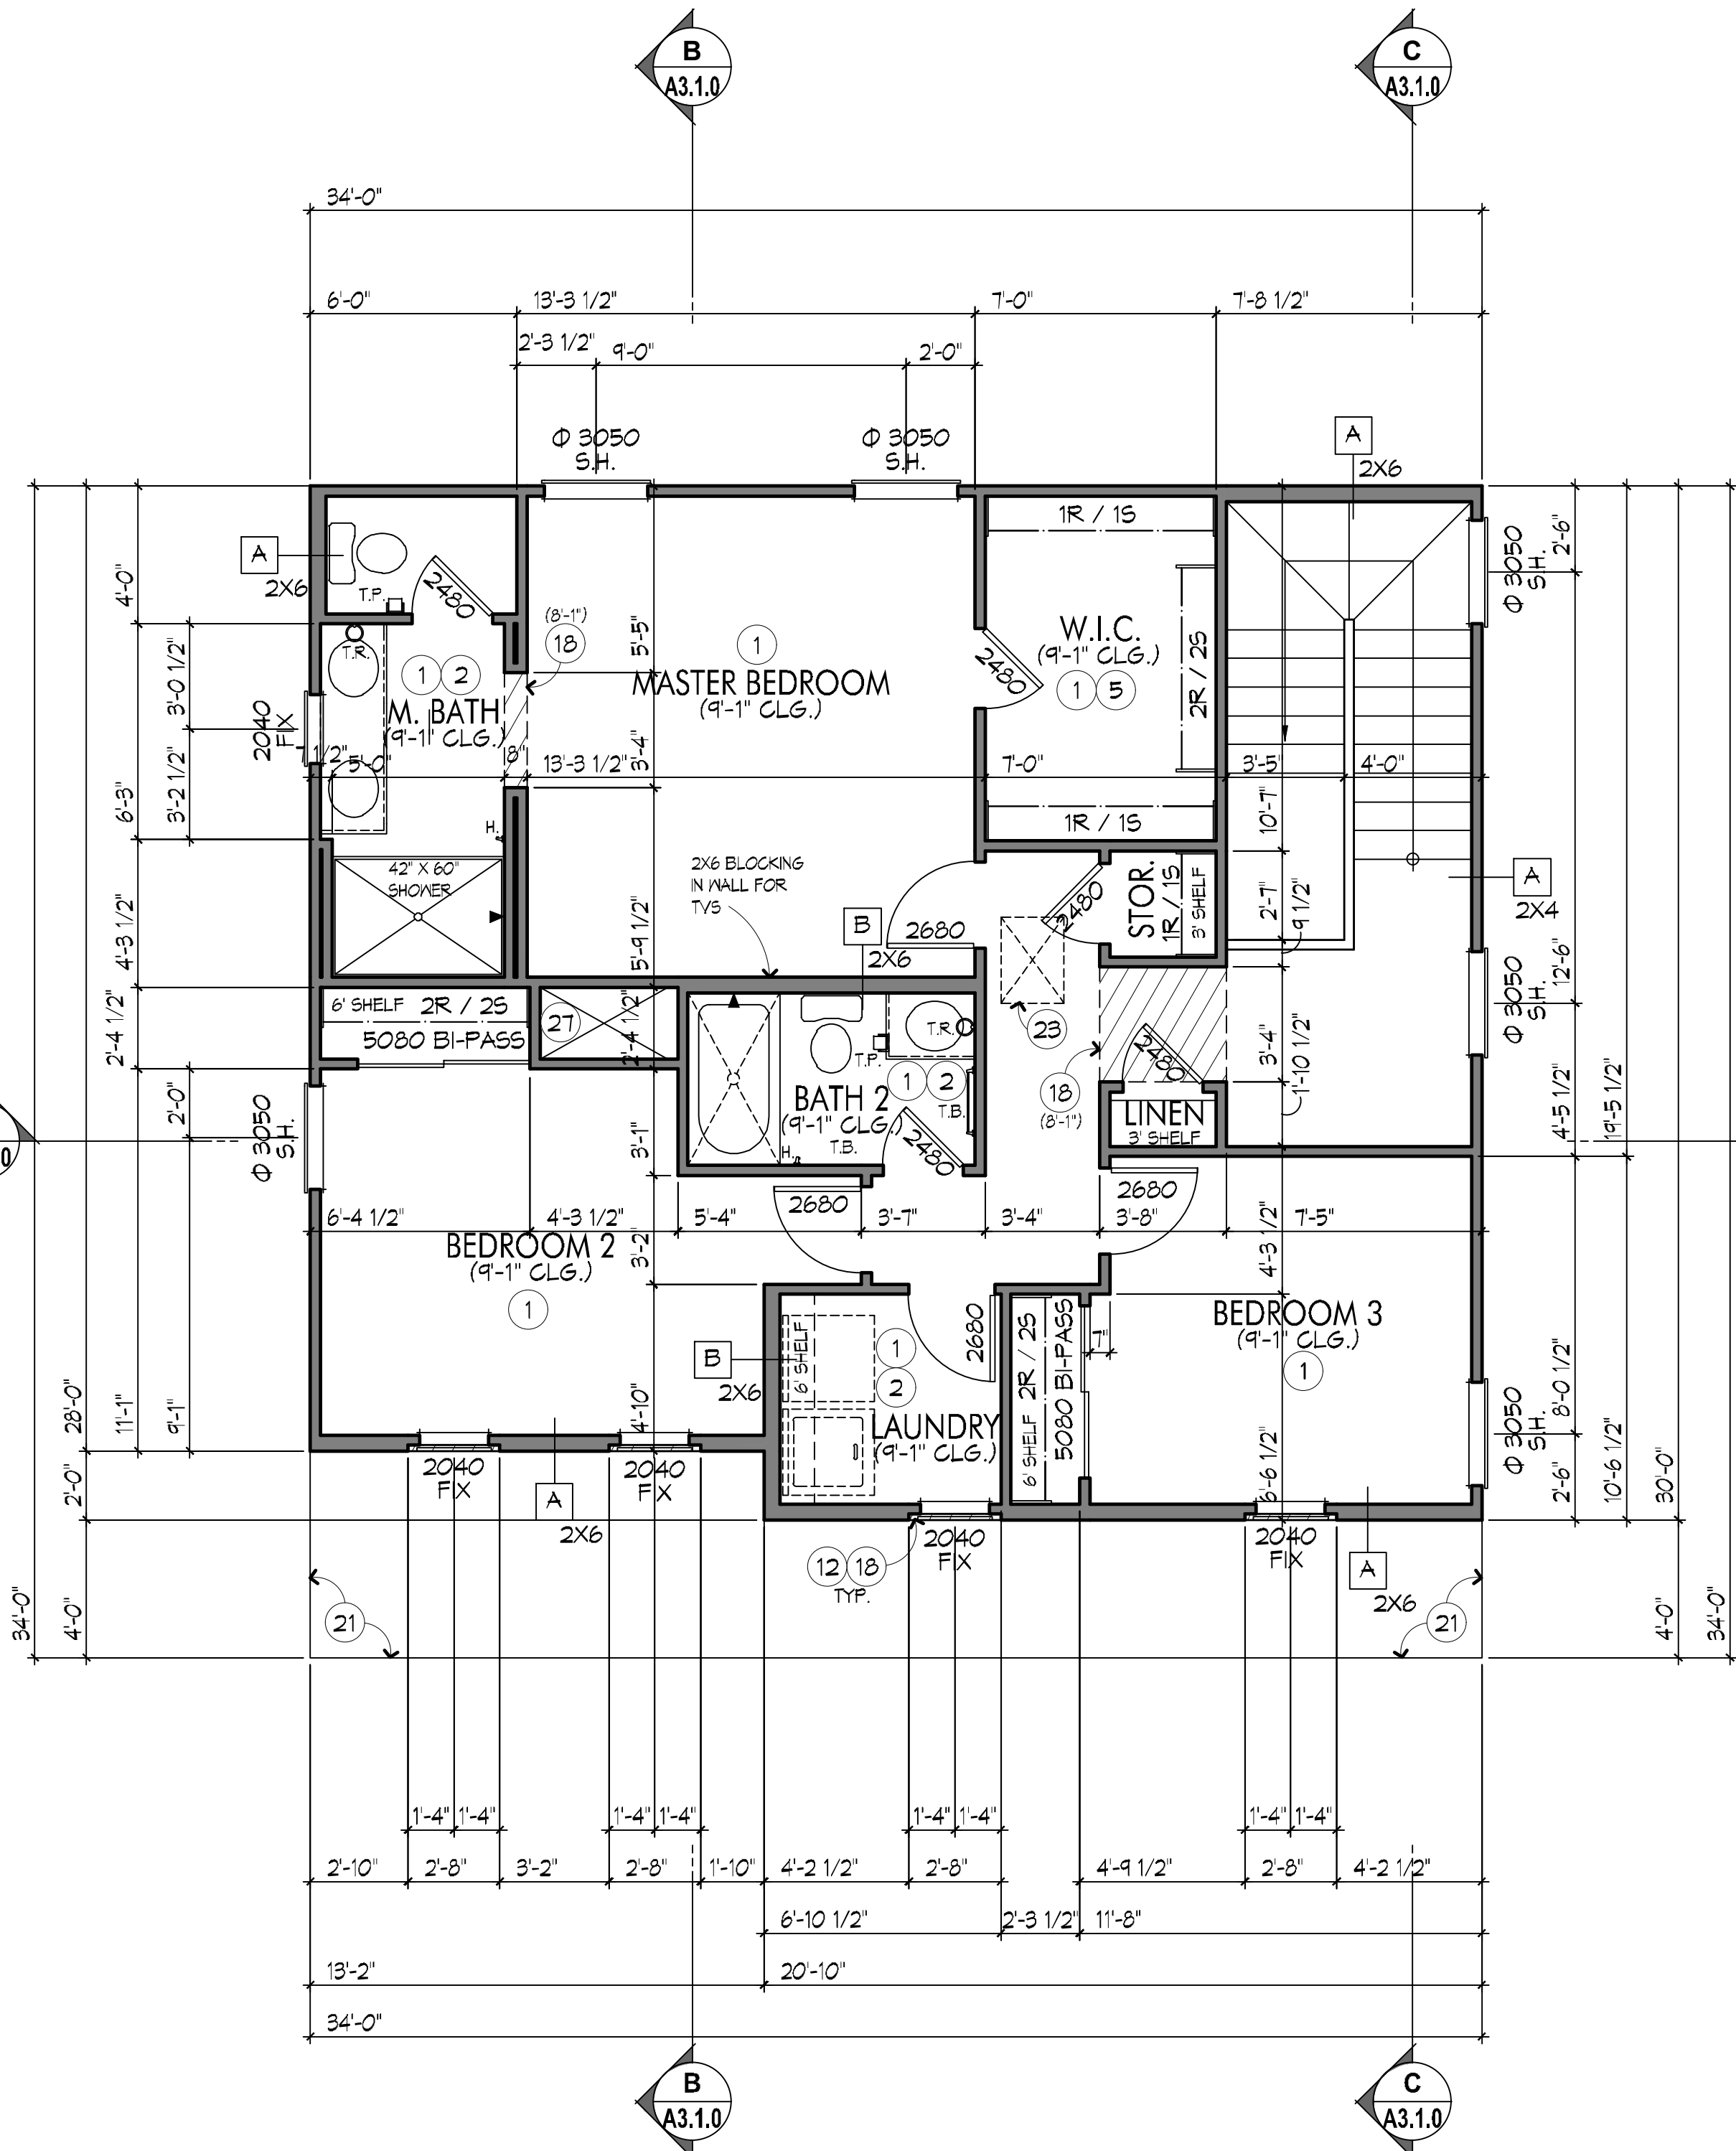 B
A3.1.0
C
A3.1.0
34'-0"
6'-0"
13'-3 1/2"
7'-0"
7'-8 1/2"
2'-3 1/2"
9'-0"
2'-0"
Φ 3050
S.H.
Φ 3050
S.H.
A
2X6
A
2X6
4'-0"
T.P.
2480
(8'-1")
18
5'-5"
1R / 1S
Φ 3050
S.H.
2'-6"
T.R.
1 2
M. BATH
(9'-1" CLG.)
1
MASTER BEDROOM
(9'-1" CLG.)
2480
W.I.C.
(9'-1" CLG.)
1 5
2R / 2S
3'-0 1/2"
2040
FIX
6'-3"
3'-2 1/2"
7 1/2"
5'-0"
8"
13'-3 1/2"
3'-4"
7'-0"
3'-5"
4'-0"
1R / 1S
10'-7"
H.
42" X 60"
SHOWER
2X6 BLOCKING
IN WALL FOR
TVS
B
2X6
2680
2480
STOR.
1R / 1S
3' SHELF
2'-7"
9 1/2"
A
2X4
4'-3 1/2"
5'-9 1/2"
12'-6"
Φ 3050
S.H.
6' SHELF 2R / 2S
5080 BI-PASS
27
2'-4 1/2"
2'-4 1/2"
T.R.
T.P.
1 2
BATH 2
(9'-1" CLG.)
T.B.
T.B.
H.
2480
23
18
(8'-1")
2480
LINEN
3' SHELF
3'-4"
1'-10 1/2"
4'-5 1/2"
19'-5 1/2"
0
2'-0"
Φ 3050
S.H.
3'-1"
2680
2680
6'-4 1/2"
4'-3 1/2"
5'-4"
3'-7"
3'-4"
3'-8"
7'-5"
4'-3 1/2"
3'-2"
BEDROOM 2
(9'-1" CLG.)
1
B
2X6
6' SHELF
1
2
LAUNDRY
(9'-1" CLG.)
2680
6' SHELF 2R / 2S
5080 BI-PASS
7"
BEDROOM 3
(9'-1" CLG.)
1
Φ 3050
S.H.
8'-0 1/2"
2'-6"
10'-6 1/2"
30'-0"
28'-0"
11'-1"
9'-1"
4'-10"
6'-6 1/2"
2'-0"
2040
FIX
2040
FIX
A
2X6
2040
FIX
2040
FIX
12 18
TYP.
A
2X6
21
21
34'-0"
4'-0"
4'-0"
34'-0"
1'-4" 1'-4"
1'-4" 1'-4"
1'-4" 1'-4"
1'-4" 1'-4"
2'-10"
2'-8"
3'-2"
2'-8"
1'-10"
4'-2 1/2"
2'-8"
4'-9 1/2"
2'-8"
4'-2 1/2"
6'-10 1/2"
2'-3 1/2"
11'-8"
13'-2"
20'-10"
34'-0"
B
A3.1.0
C
A3.1.0